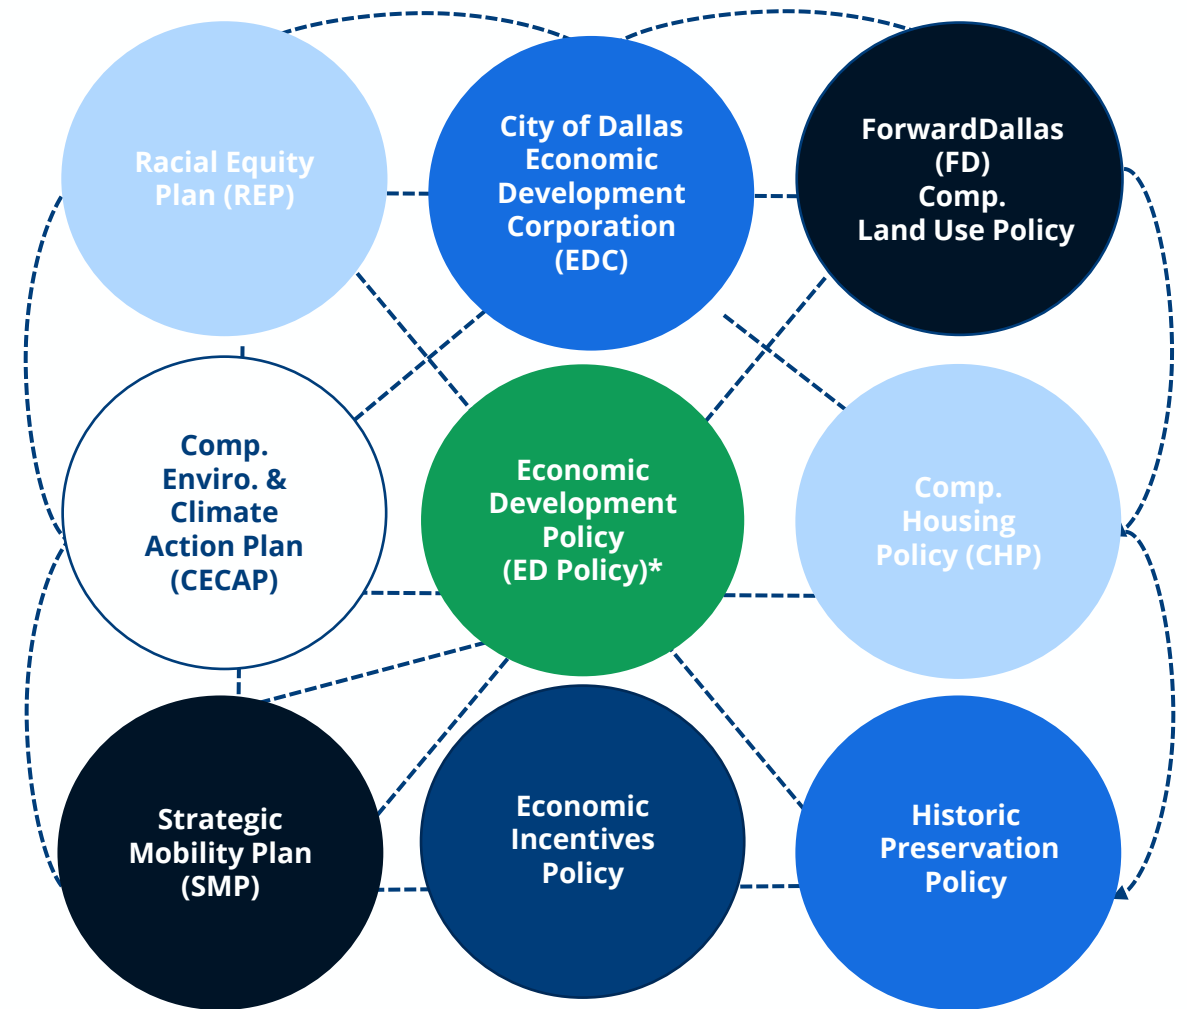 Racial Equity
Plan (REP)
City of Dallas
Economic
Development
Corporation
(EDC)
ForwardDallas
(FD)
Comp.
Land Use Policy
Comp.
Enviro. &
Climate
Action Plan
(CECAP)
Economic
Development
Policy
(ED Policy)*
Comp.
Housing
Policy (CHP)
Strategic
Mobility Plan
(SMP)
Economic
Incentives
Policy
Historic
Preservation
Policy